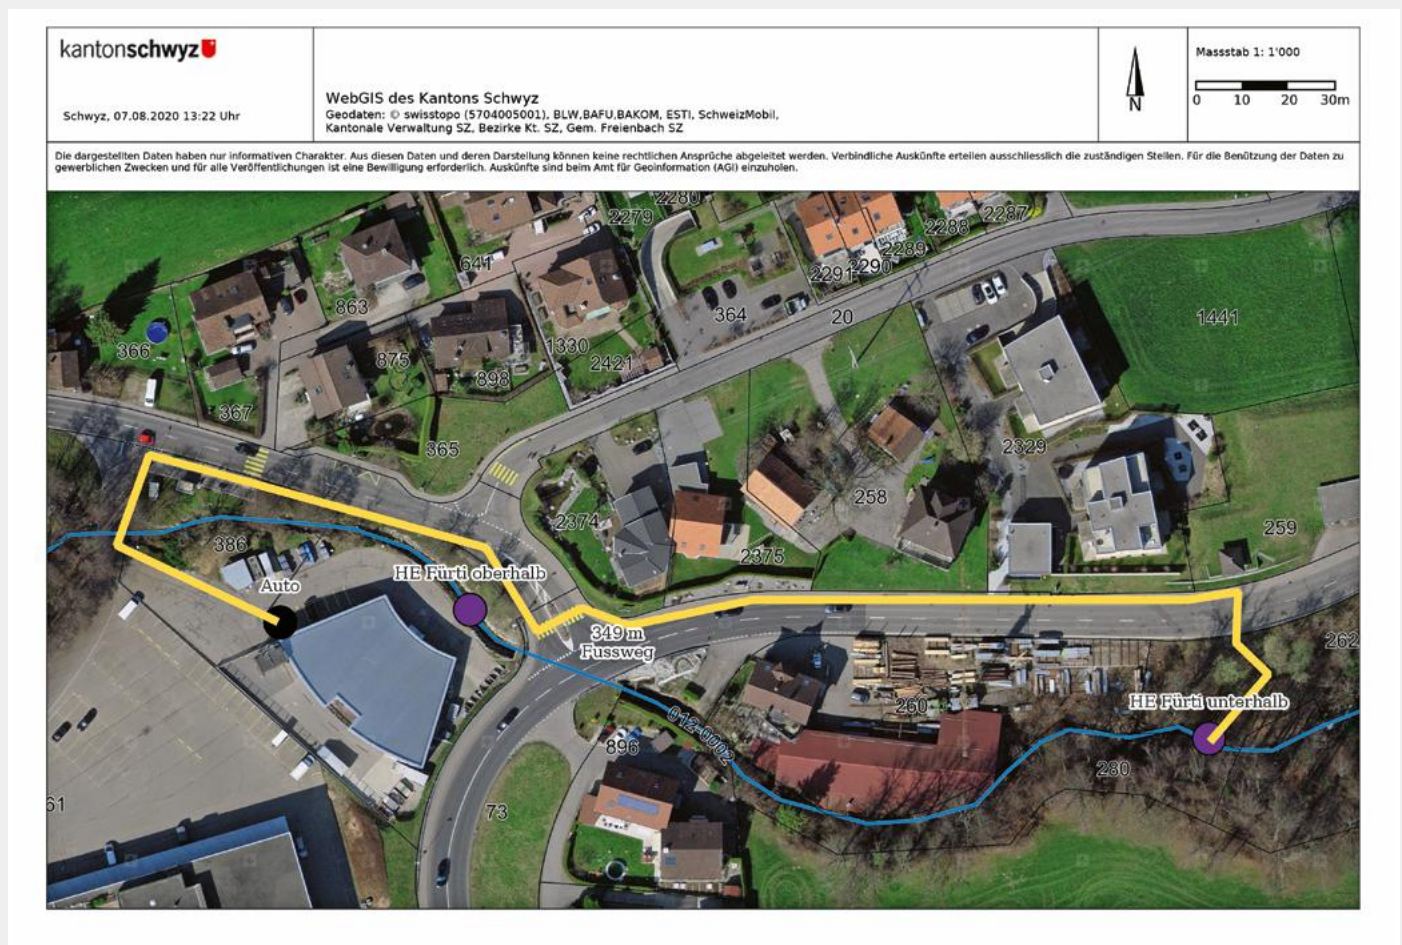 kantonschwyz
Schwyz, 07.08.2020 13:22 Uhr
WebGIS des Kantons Schwyz
Geodaten: © swisstopo (5704005001), BLW,BAFU,BAKOM, ESTI, SchweizMobil,
Kantonale Verwaltung SZ, Bezirke Kt. SZ, Gem. Freienbach SZ
N
Massstab 1: 1'000
0 10 20 30m
Die dargestellten Daten haben nur informativen Charakter. Aus diesen Daten und deren Darstellung können keine rechtlichen Ansprüche abgeleitet werden. Verbindliche Auskünfte erteilen ausschliesslich die zuständigen Stellen. Für die Benützung der Daten zu
gewerblichen Zwecken und für alle Veröffentlichungen ist eine Bewilligung erforderlich. Auskünfte sind beim Amt für Geoinformation (AGI) einzuholen.
2280
2279
2287
2288
2289
2290
2291
641
863
364
20
1441
366
875
1330
2421
898
367
365
2329
258
2374
259
386
2375
HE Fürti oberhalb
Auto
349 m
Fussweg
262
HE Fürti unterhalb
260
012-0002
896
280
61
73